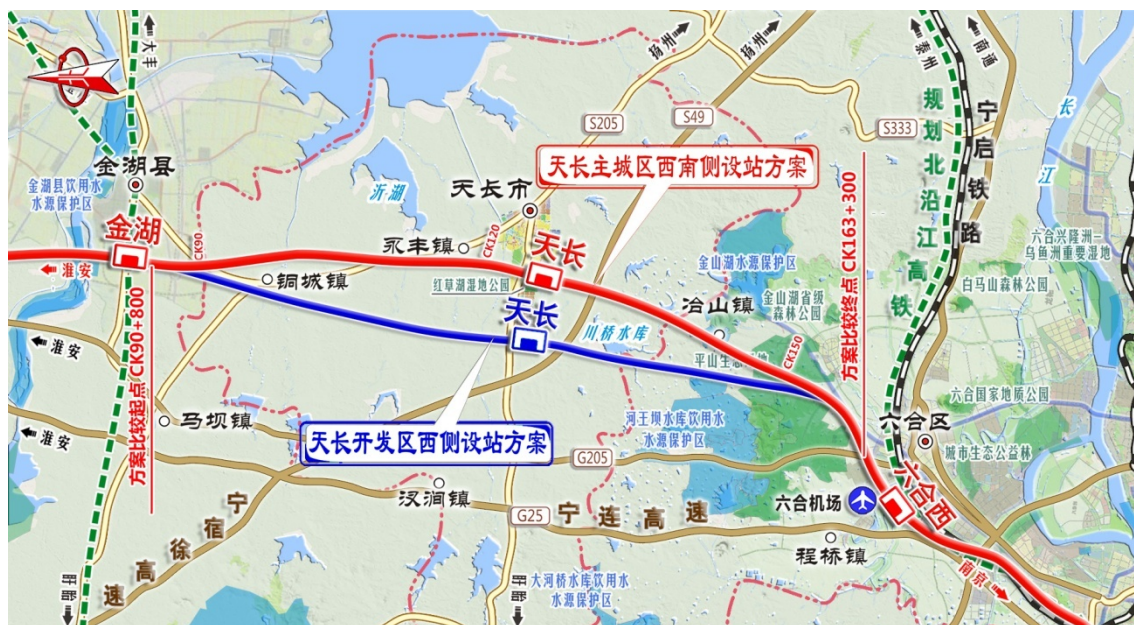 大丰
扬州
扬州
泰州
南通
长江
S205
S49
S333
规划北沿江高铁
宁启铁路
金湖县
金湖县饮用水
水源保护区
沂湖
天长市
天长主城区西南侧设站方案
六合兴隆洲—
乌鱼洲重要湿地
金湖
CK90
永丰镇
CK120
天长
金山湖水源保护区
白马山森林公园
淮安
铜城镇
红草湖湿地公园
冶山镇
金山湖省级
森林公园
方案比较起点 CK90+800
天长
川桥水库
平山生态
CK150
方案比较终点 CK163+300
淮安
六合国家地质公园
马坝镇
天长开发区西侧设站方案
河王坝水库饮用水
水源保护区
六合区
淮安
G205
城市生态公益林
汊涧镇
六合机场
六合西
G25
宁连高速
宁宿徐高速
程桥镇
盱眙
盱眙
大河桥水库饮用水
水源保护区
南京